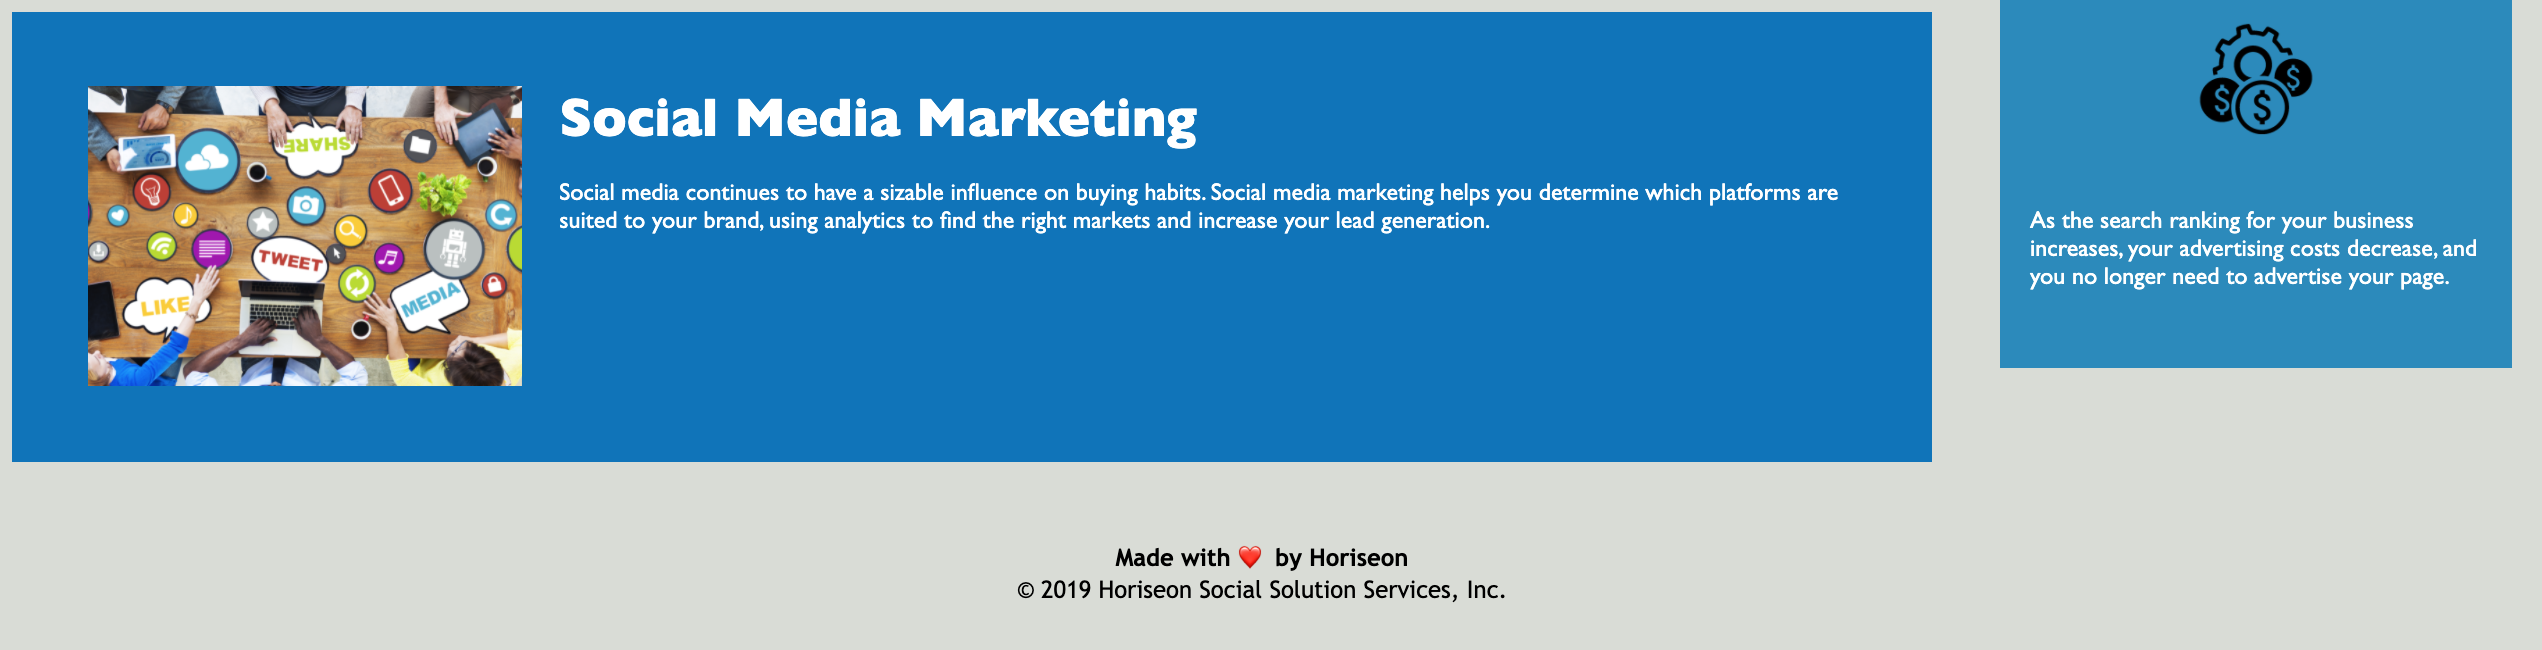 SHARE
TWEET
LIKE
MEDIA
Social Media Marketing
Social media continues to have a sizable influence on buying habits. Social media marketing helps you determine which platforms are
suited to your brand, using analytics to find the right markets and increase your lead generation.
$
$
$
As the search ranking for your business
increases, your advertising costs decrease, and
you no longer need to advertise your page.
Made with ❤️ by Horiseon
© 2019 Horiseon Social Solution Services, Inc.